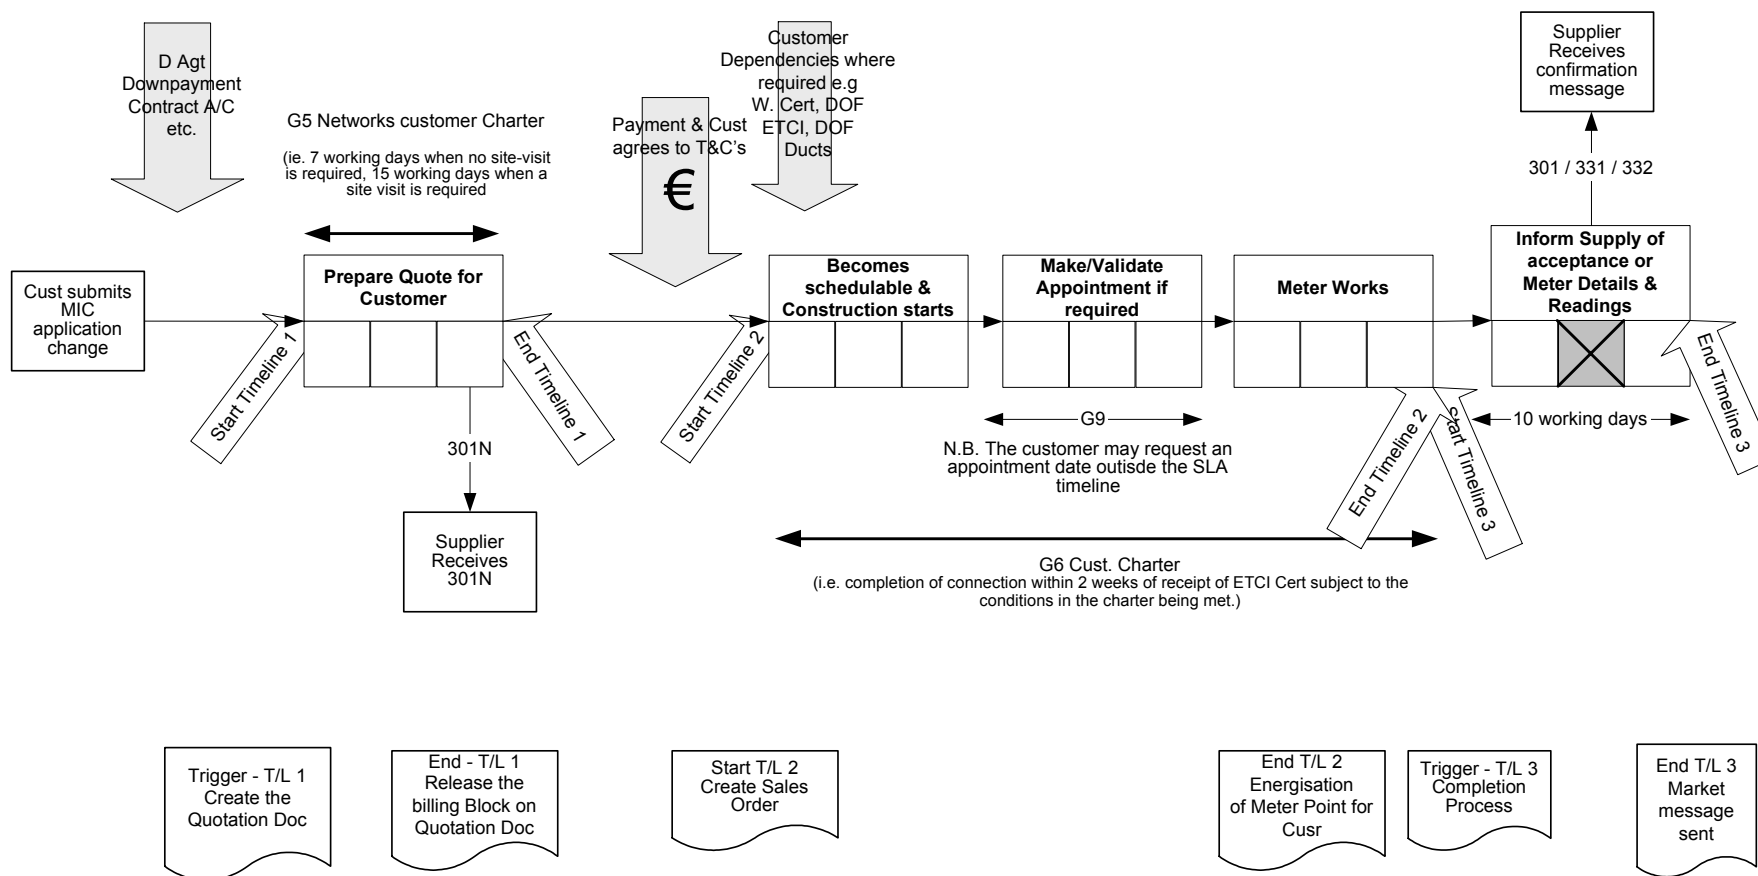 D Agt
Downpayment
Contract A/C
etc.
G5 Networks customer Charter
(ie. 7 working days when no site-visit
is required, 15 working days when a
site visit is required
Payment & Cust
agrees to T&C's
€
Customer
Dependencies where
required e.g
W. Cert, DOF
ETCI, DOF
Ducts
Supplier
Receives
confirmation
message
301 / 331 / 332
Cust submits
MIC
application
change
Prepare Quote for
Customer
Becomes
schedulable &
Construction starts
Make/Validate
Appointment if
required
Meter Works
Inform Supply of
acceptance or
Meter Details &
Readings
Start Timeline 1
End Timeline 1
Start Timeline 2
End Timeline 2
Start Timeline 3
End Timeline 3
301N
Supplier
Receives
301N
G9
N.B. The customer may request an
appointment date outisde the SLA
timeline
10 working days
G6 Cust. Charter
(i.e. completion of connection within 2 weeks of receipt of ETCI Cert subject to the
conditions in the charter being met.)
Trigger - T/L 1
Create the
Quotation Doc
End - T/L 1
Release the
billing Block on
Quotation Doc
Start T/L 2
Create Sales
Order
End T/L 2
Energisation
of Meter Point for
Cusr
Trigger - T/L 3
Completion
Process
End T/L 3
Market
message
sent